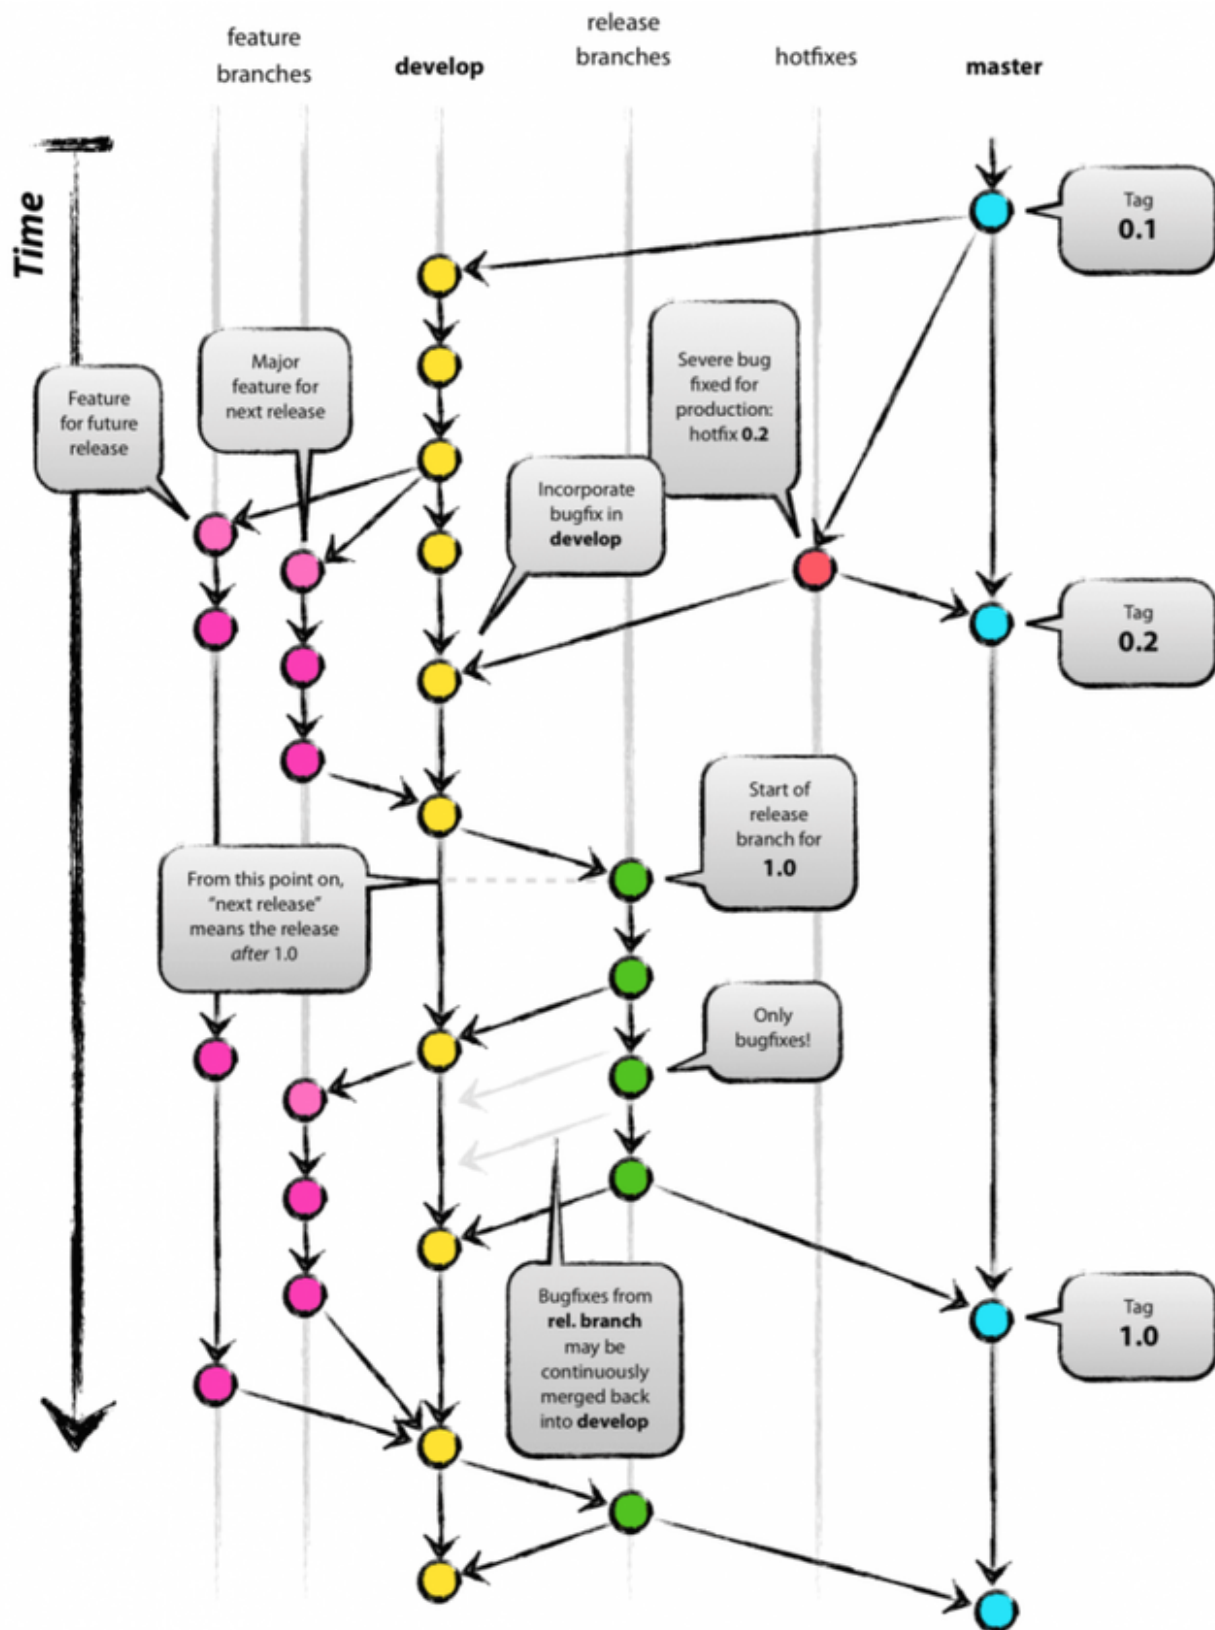 feature
branches
develop
release
branches
hotfixes
master
Time
Tag
0.1
Feature
for future
release
Major
feature for
next release
Severe bug
fixed for
production:
hotfix 0.2
Incorporate
bugfix in
develop
Tag
0.2
Start of
release
branch for
1.0
From this point on,
“next release”
means the release
after 1.0
Only
bugfixes!
Bugfixes from
rel. branch
may be
continuously
merged back
into develop
Tag
1.0